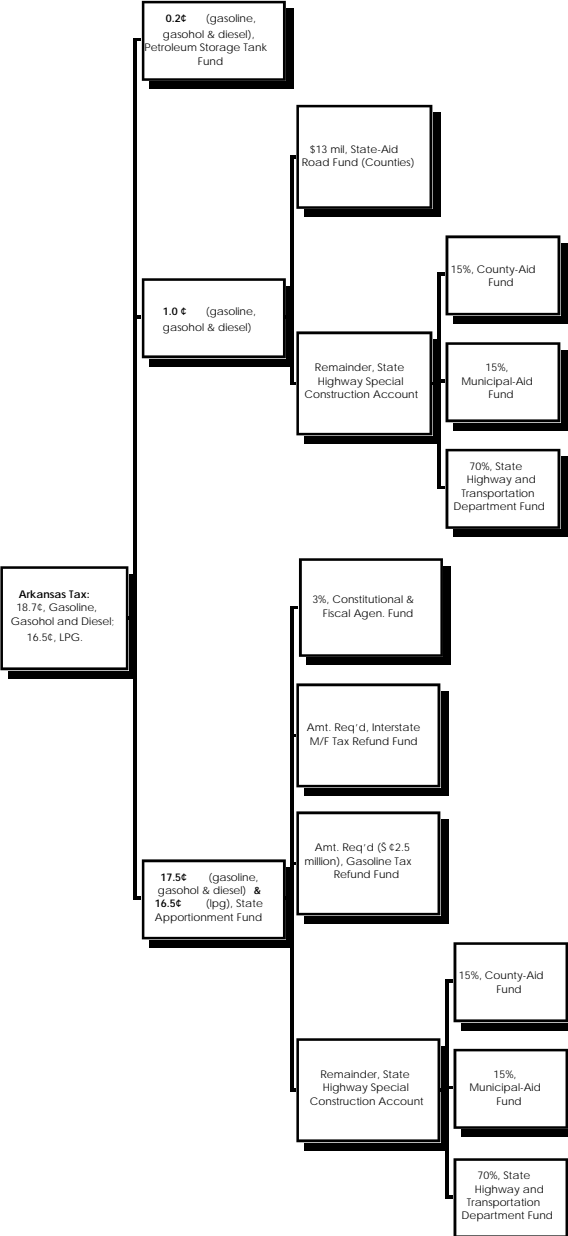 0.2¢ (gasoline,
gasohol & diesel),
Petroleum Storage Tank
Fund
$13 mil, State-Aid
Road Fund (Counties)
15%, County-Aid
Fund
1.0 ¢ (gasoline,
gasohol & diesel)
Remainder, State
Highway Special
Construction Account
15%,
Municipal-Aid
Fund
70%, State
Highway and
Transportation
Department Fund
Arkansas Tax:
18.7¢, Gasoline,
Gasohol and Diesel;
16.5¢, LPG.
3%, Constitutional &
Fiscal Agen. Fund
Amt. Req'd, Interstate
M/F Tax Refund Fund
Amt. Req'd ($ ¢2.5
million), Gasoline Tax
Refund Fund
17.5¢ (gasoline,
gasohol & diesel) &
16.5¢ (lpg), State
Apportionment Fund
15%, County-Aid
Fund
Remainder, State
Highway Special
Construction Account
15%,
Municipal-Aid
Fund
70%, State
Highway and
Transportation
Department Fund